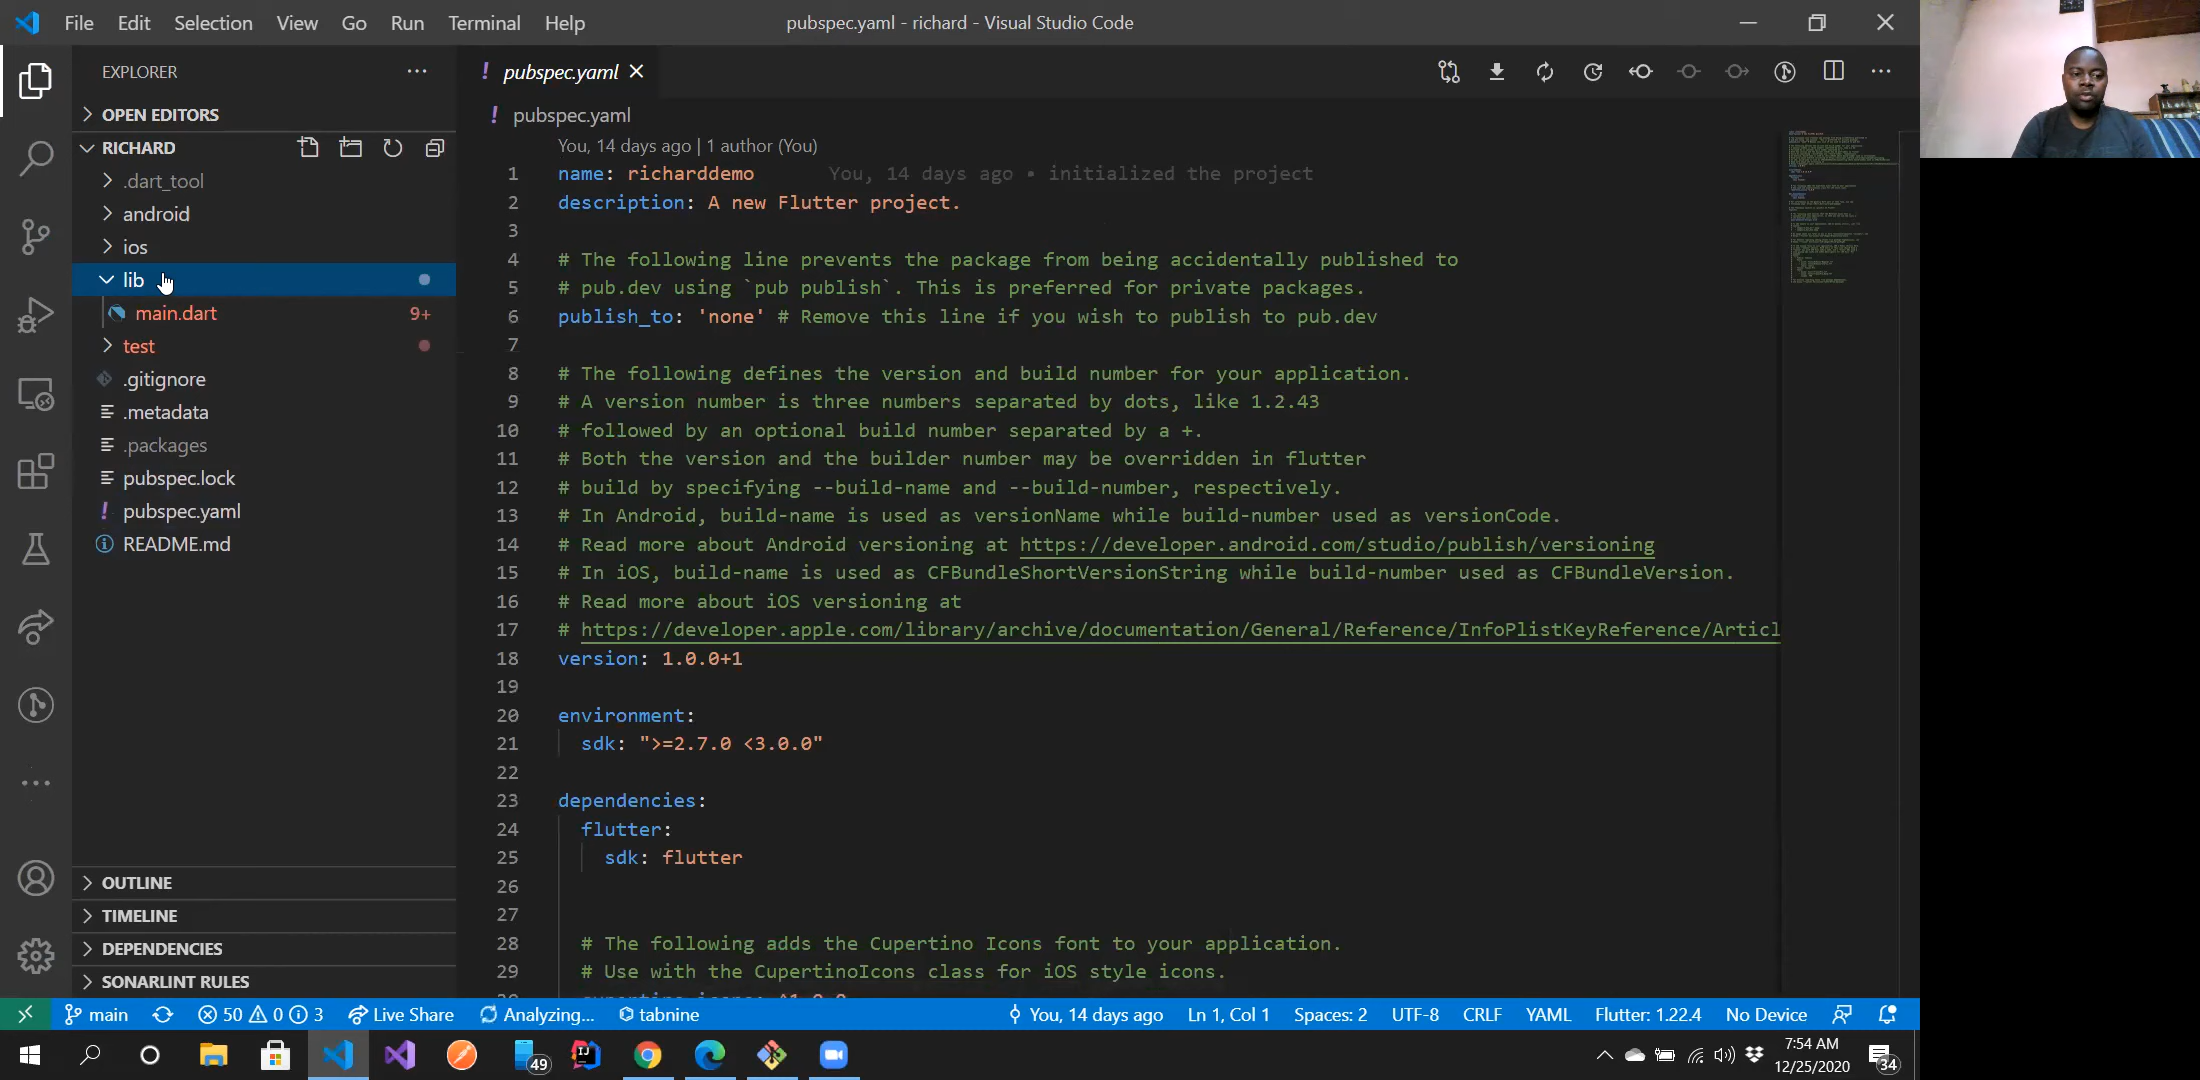 File Edit Selection View Go Run Terminal Help
pubspec.yaml - richard - Visual Studio Code
EXPLORER
OPEN EDITORS
RICHARD
.dart_tool
android
ios
lib
main.dart 9+
test
.gitignore
.metadata
.packages
pubspec.lock
! pubspec.yaml
README.md
OUTLINE
TIMELINE
DEPENDENCIES
SONARLINT RULES
! pubspec.yaml
! pubspec.yaml
You, 14 days ago | 1 author (You)
1 name: richarddemo You, 14 days ago • initialized the project
2 description: A new Flutter project.
3
4 # The following line prevents the package from being accidentally published to
5 # pub.dev using `pub publish`. This is preferred for private packages.
6 publish_to: 'none' # Remove this line if you wish to publish to pub.dev
7
8 # The following defines the version and build number for your application.
9 # A version number is three numbers separated by dots, like 1.2.43
10 # followed by an optional build number separated by a +.
11 # Both the version and the builder number may be overridden in flutter
12 # build by specifying --build-name and --build-number, respectively.
13 # In Android, build-name is used as versionName while build-number used as versionCode.
14 # Read more about Android versioning at https://developer.android.com/studio/publish/versioning
15 # In iOS, build-name is used as CFBundleShortVersionString while build-number used as CFBundleVersion.
16 # Read more about iOS versioning at
17 # https://developer.apple.com/library/archive/documentation/General/Reference/InfoPlistKeyReference/Articl
18 version: 1.0.0+1
19
20 environment:
21 sdk: ">=2.7.0 <3.0.0"
22
23 dependencies:
24 flutter:
25 sdk: flutter
26
27
28 # The following adds the Cupertino Icons font to your application.
29 # Use with the CupertinoIcons class for iOS style icons.
main 50 0 3 Live Share Analyzing... tabnine You, 14 days ago Ln 1, Col 1 Spaces: 2 UTF-8 CRLF YAML Flutter: 1.22.4 No Device
49
7:54 AM
12/25/2020
34